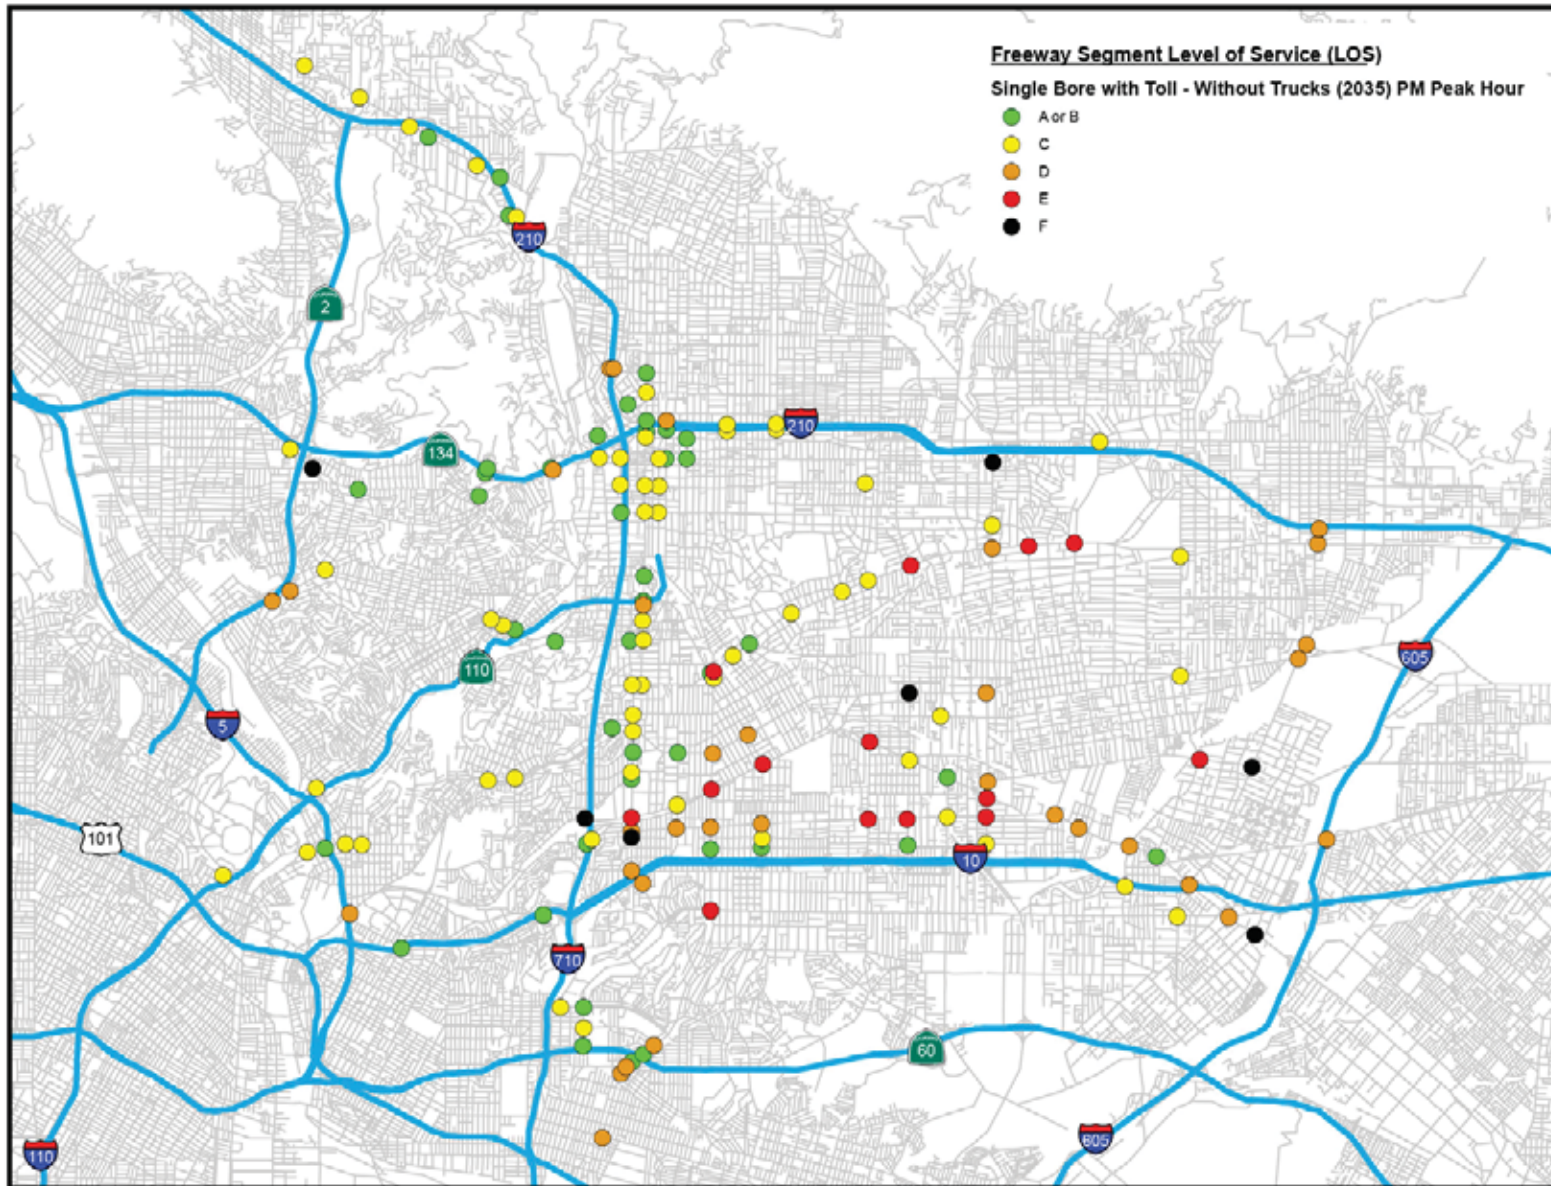 Freeway Segment Level of Service (LOS)
Single Bore with Toll - Without Trucks (2035) PM Peak Hour
A or B
C
D
E
F
210
2
134
210
110
605
5
101
10
710
60
605
110